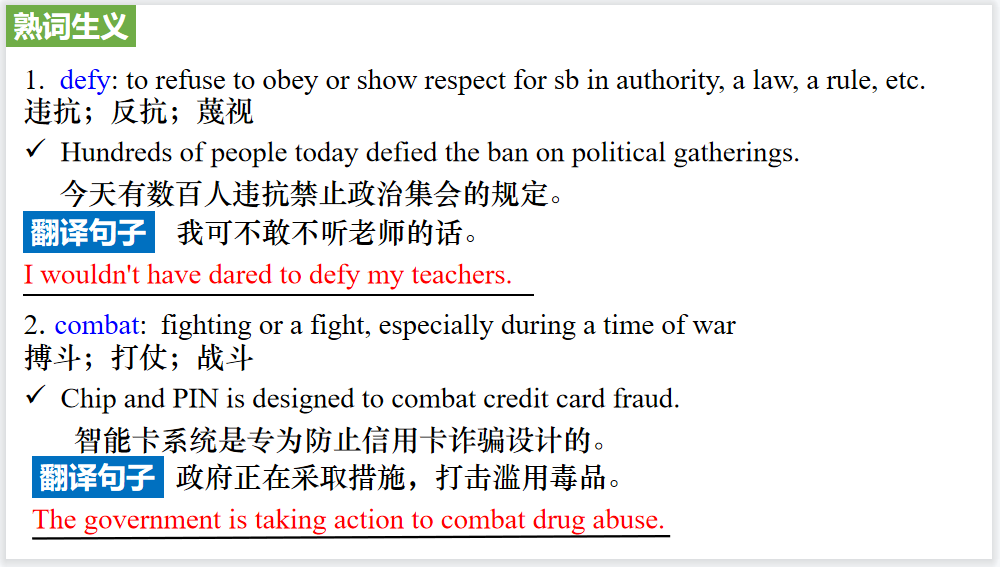 熟词生义
1. defy: to refuse to obey or show respect for sb in authority, a law, a rule, etc.
违抗；反抗；蔑视
✓ Hundreds of people today defied the ban on political gatherings.
今天有数百人违抗禁止政治集会的规定。
翻译句子 我可不敢不听老师的话。
I wouldn't have dared to defy my teachers.
2. combat: fighting or a fight, especially during a time of war
搏斗；打仗；战斗
✓ Chip and PIN is designed to combat credit card fraud.
智能卡系统是专为防止信用卡诈骗设计的。
翻译句子 政府正在采取措施，打击滥用毒品。
The government is taking action to combat drug abuse.